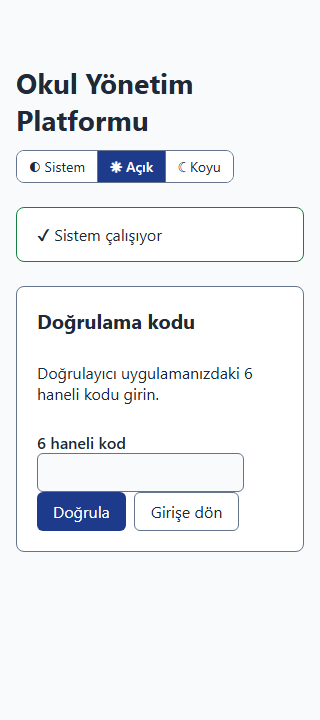 Okul Yönetim
Platformu
◐ Sistem ☀ Açık ☾ Koyu
✓ Sistem çalışıyor
Doğrulama kodu
Doğrulayıcı uygulamanızdaki 6
haneli kodu girin.
6 haneli kod
Doğrula Girişe dön